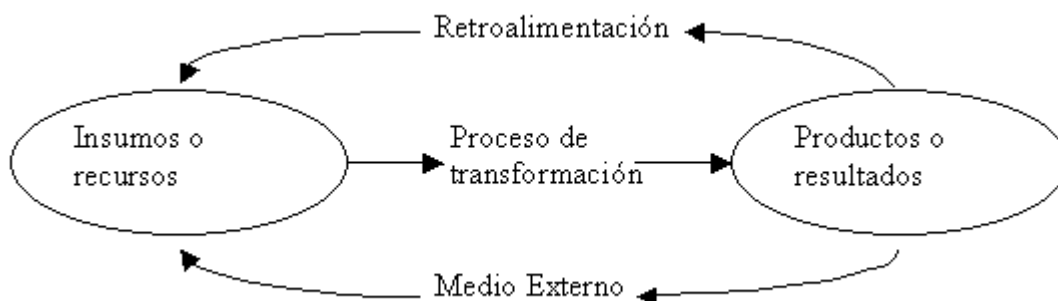 Retroalimentación
Insumos o
recursos
Proceso de
transformación
Productos o
resultados
Medio Externo